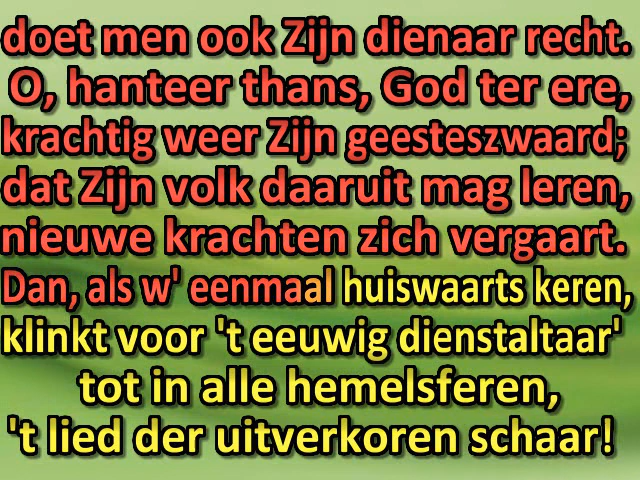 doet men ook Zijn dienaar recht.
O, hanteer thans, God ter ere,
krachtig weer Zijn geesteszwaard;
dat Zijn volk daaruit mag leren,
nieuwe krachten zich vergaart.
Dan, als w' eenmaal huiswaarts keren,
klinkt voor 't eeuwig dienstaltaar'
tot in alle hemelsferen,
't lied der uitverkoren schaar!